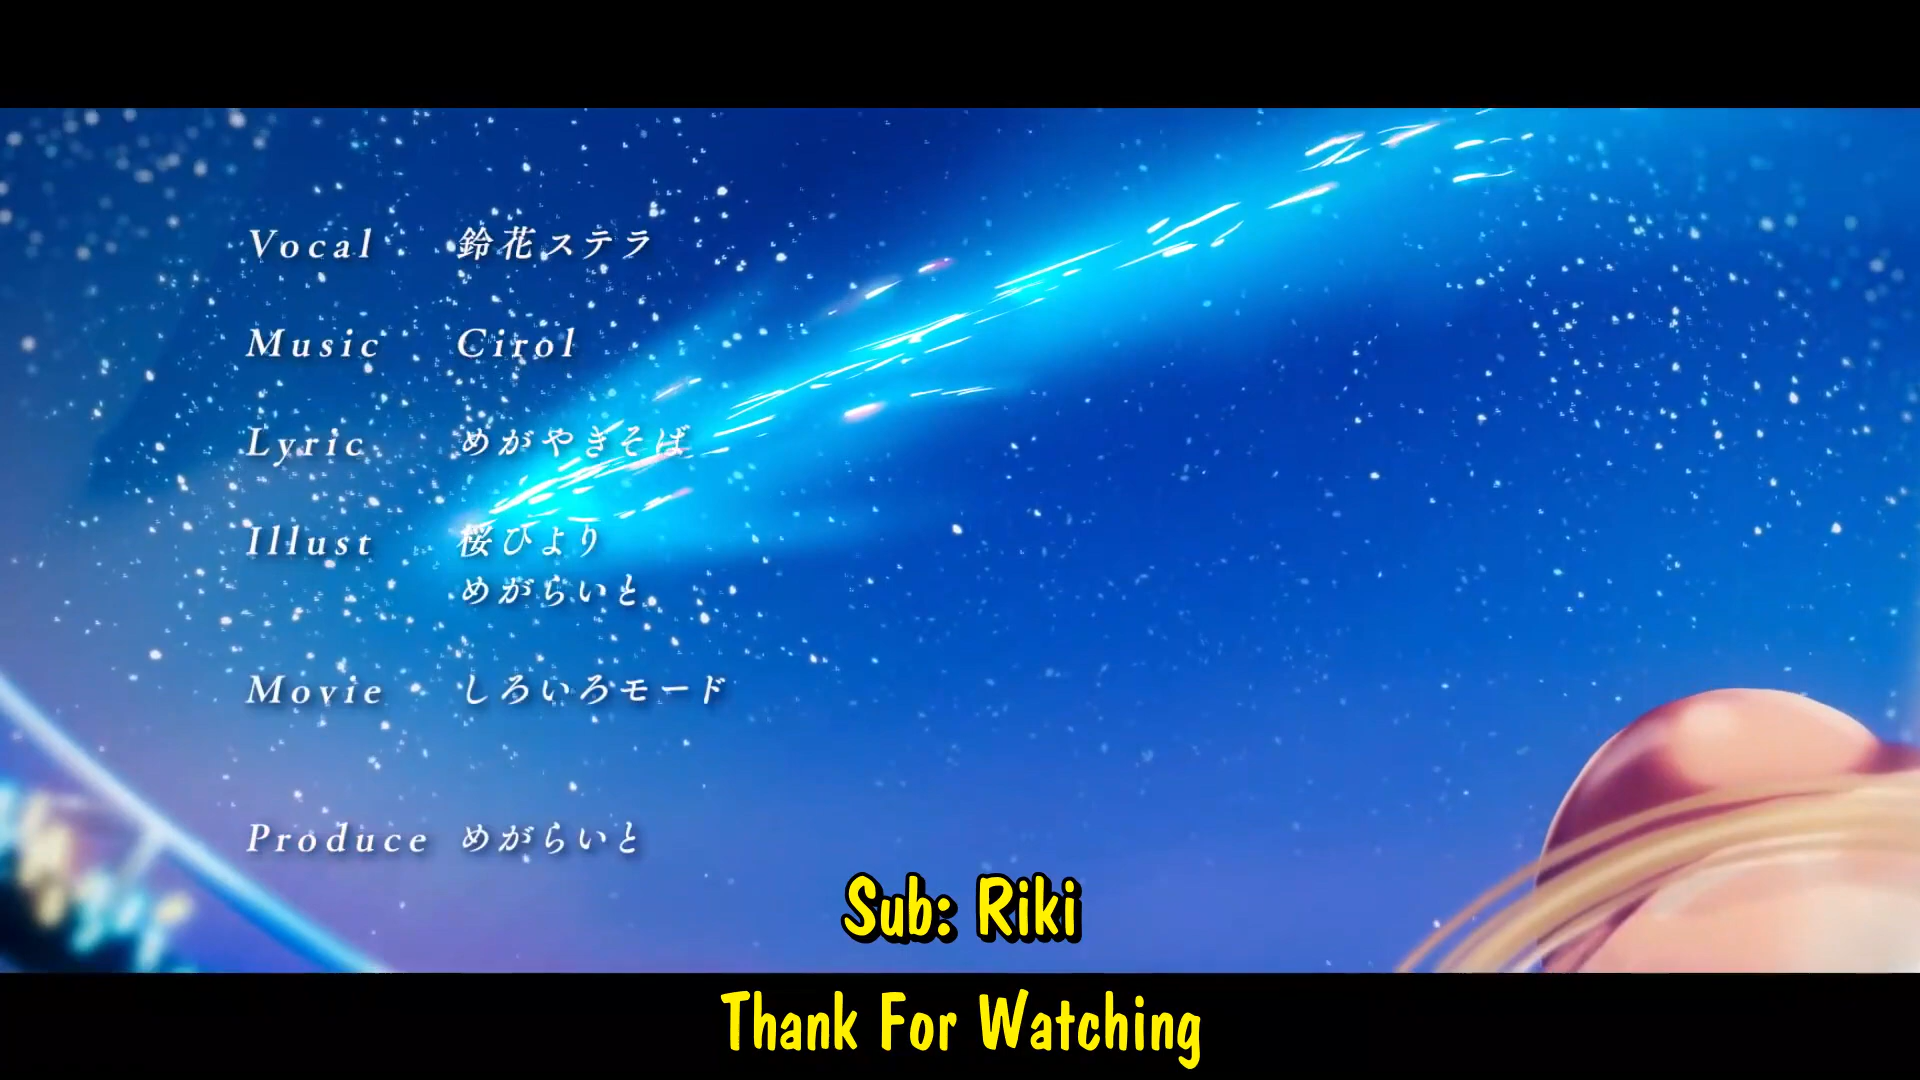 Vocal 鈴花ステラ
Music Cirol
Lyric めがやきそば
Illust 桜ひより
めがらいと
Movie しろいろモード
Produce めがらいと
Sub: Riki
Thank For Watching